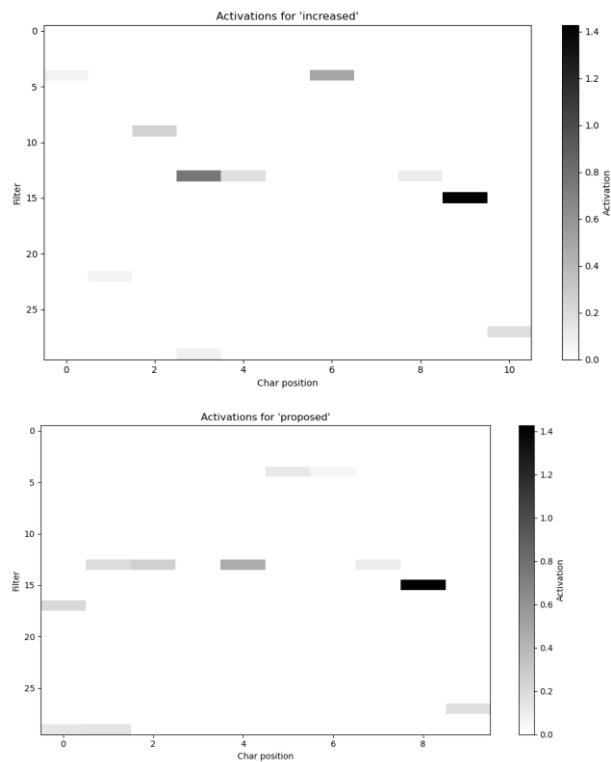 Activations for 'increased'
0
5
10
15
20
25
Filter
0 2 4 6 8 10
Char position
1.4
1.2
1.0
0.8
0.6
0.4
0.2
0.0
Activation
Activations for 'proposed'
0
5
10
15
20
25
Filter
0 2 4 6 8
Char position
1.4
1.2
1.0
0.8
0.6
0.4
0.2
0.0
Activation